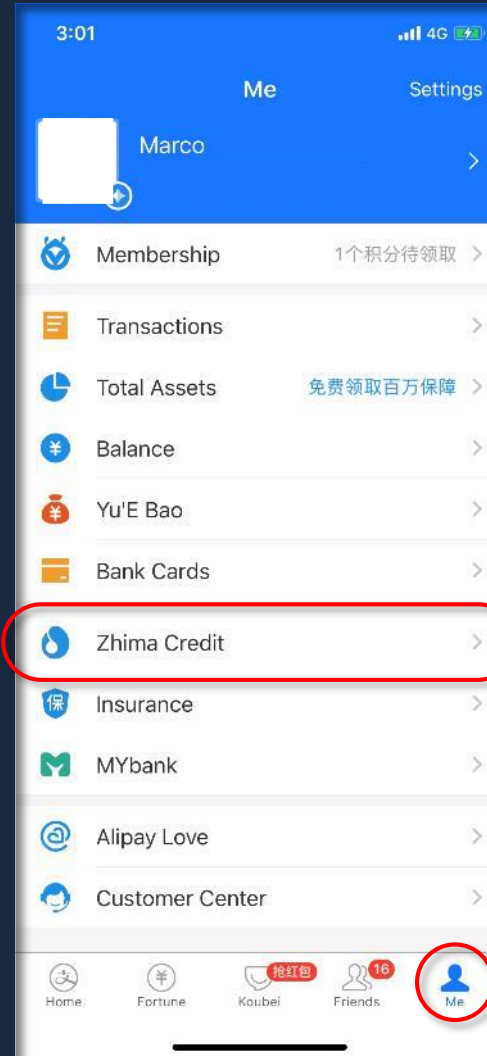 3:01 4G
Me Settings
Marco
Membership 1个积分待领取
Transactions
Total Assets 免费领取百万保障
¥ Balance
¥ Yu'E Bao
Bank Cards
Zhima Credit
保 Insurance
MYbank
Alipay Love
Customer Center
支 ¥ 抢红包 16
Home Fortune Koubei Friends Me